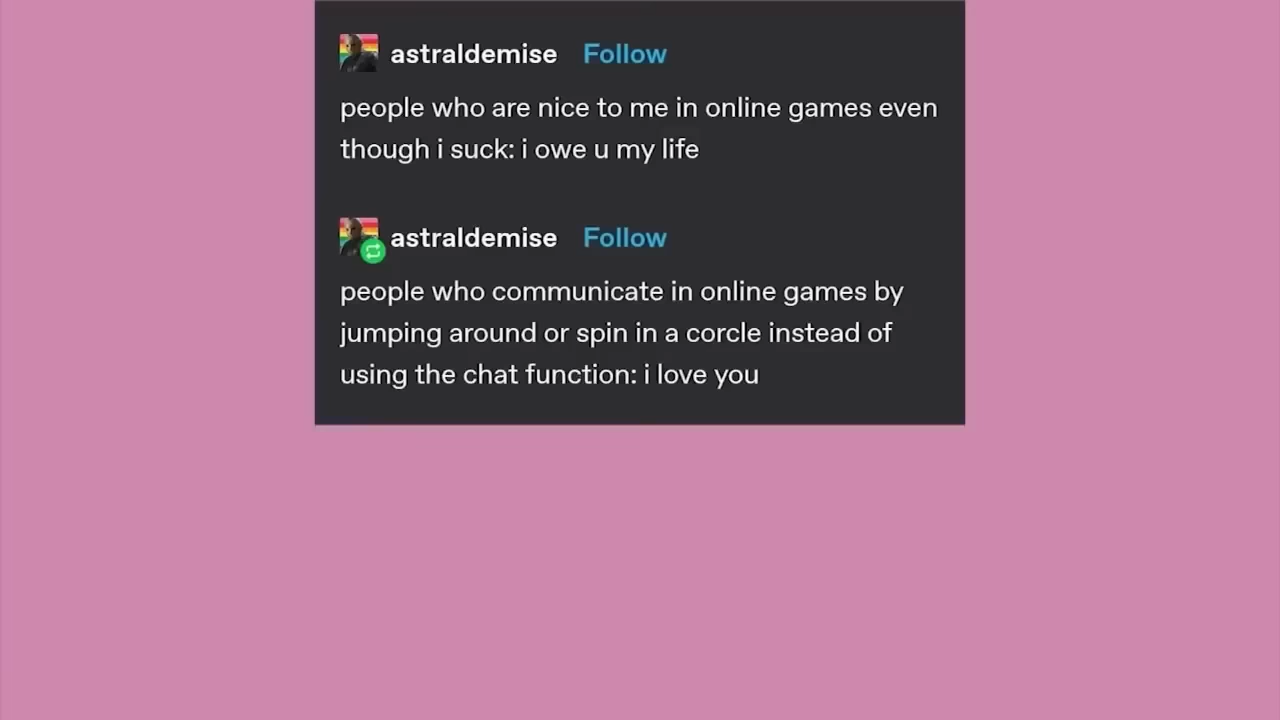 astraldemise Follow
people who are nice to me in online games even
though i suck: i owe u my life
astraldemise Follow
people who communicate in online games by
jumping around or spin in a corcle instead of
using the chat function: i love you